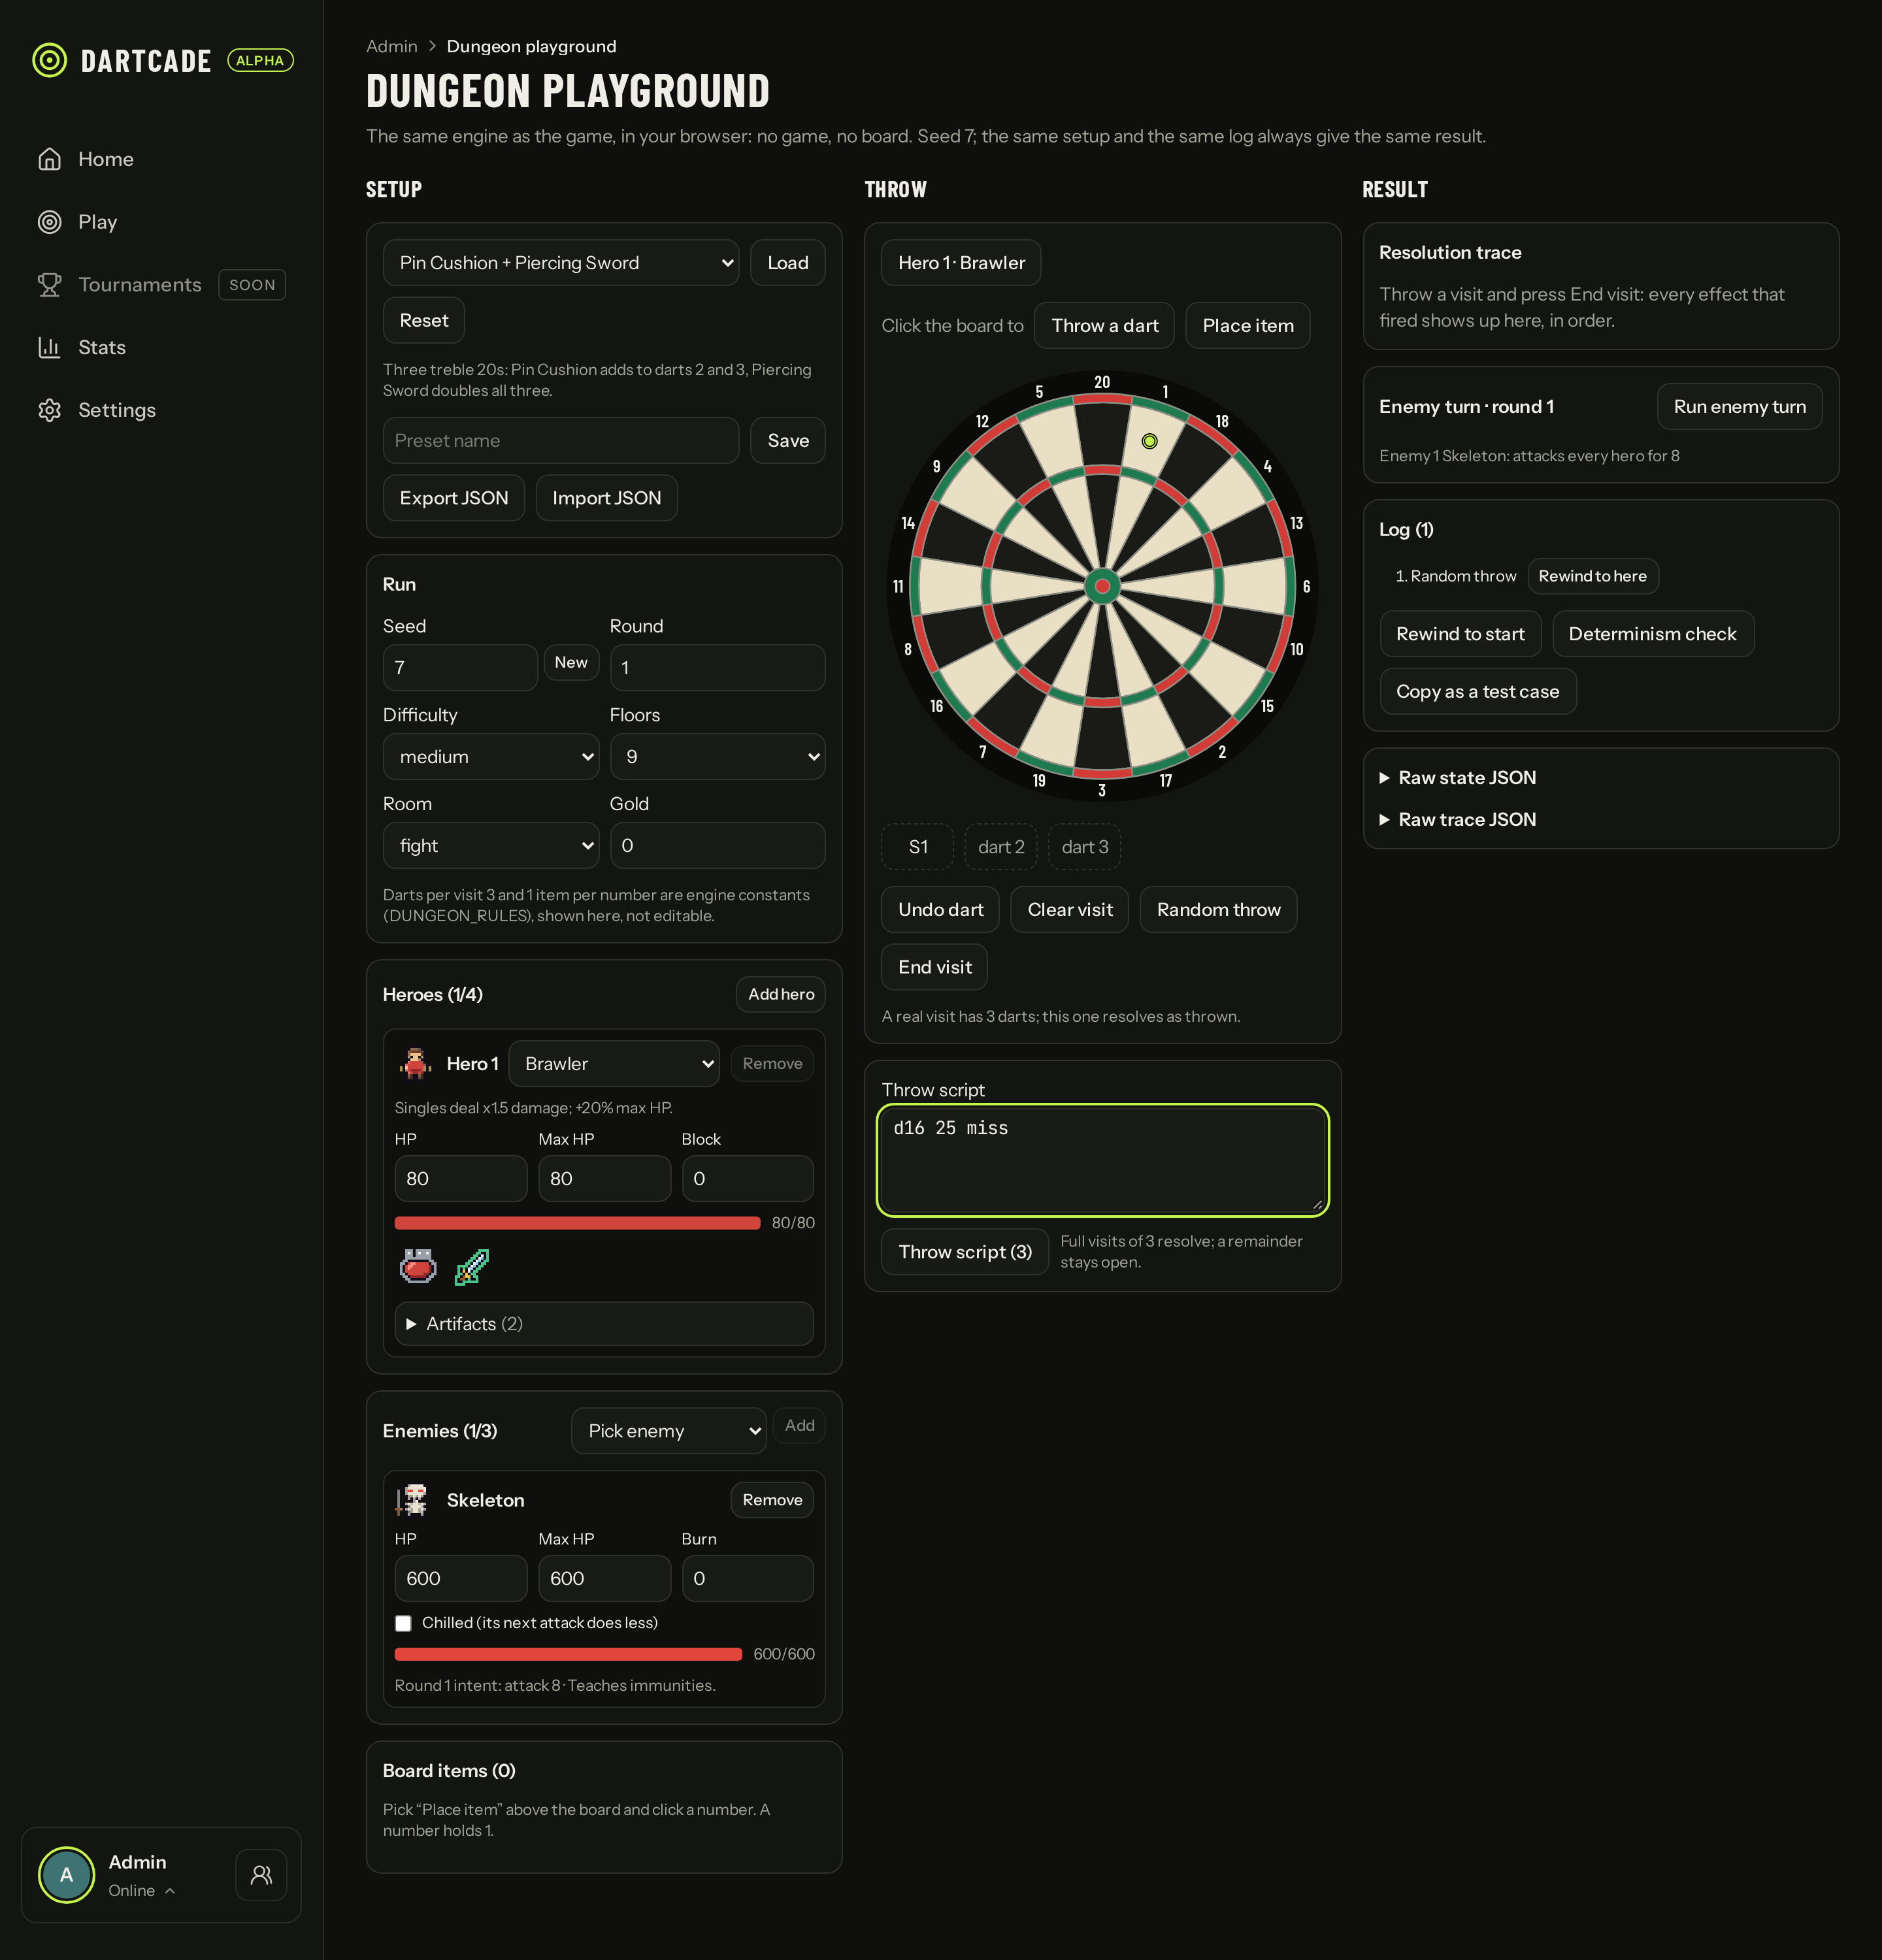 DARTCADE ALPHA
Home
Play
Tournaments SOON
Stats
Settings
A
Admin
Online
Admin > Dungeon playground
DUNGEON PLAYGROUND
The same engine as the game, in your browser: no game, no board. Seed 7; the same setup and the same log always give the same result.
SETUP
Pin Cushion + Piercing Sword Load
Reset
Three treble 20s: Pin Cushion adds to darts 2 and 3, Piercing
Sword doubles all three.
Preset name Save
Export JSON Import JSON
Run
Seed Round
7 New 1
Difficulty Floors
medium 9
Room Gold
fight 0
Darts per visit 3 and 1 item per number are engine constants
(DUNGEON_RULES), shown here, not editable.
Heroes (1/4) Add hero
Hero 1 Brawler Remove
Singles deal x1.5 damage; +20% max HP.
HP Max HP Block
80 80 0
80/80
Artifacts (2)
Enemies (1/3) Pick enemy Add
Skeleton Remove
HP Max HP Burn
600 600 0
Chilled (its next attack does less)
600/600
Round 1 intent: attack 8 · Teaches immunities.
Board items (0)
Pick “Place item” above the board and click a number. A
number holds 1.
THROW
Hero 1 · Brawler
Click the board to Throw a dart Place item
20
5 1
12 18
9 4
14 13
11 6
8 10
16 15
7 2
19 17
3
S1 dart 2 dart 3
Undo dart Clear visit Random throw
End visit
A real visit has 3 darts; this one resolves as thrown.
Throw script
d16 25 miss
Throw script (3)
Full visits of 3 resolve; a remainder
stays open.
RESULT
Resolution trace
Throw a visit and press End visit: every effect that
fired shows up here, in order.
Enemy turn · round 1 Run enemy turn
Enemy 1 Skeleton: attacks every hero for 8
Log (1)
1. Random throw Rewind to here
Rewind to start Determinism check
Copy as a test case
Raw state JSON
Raw trace JSON